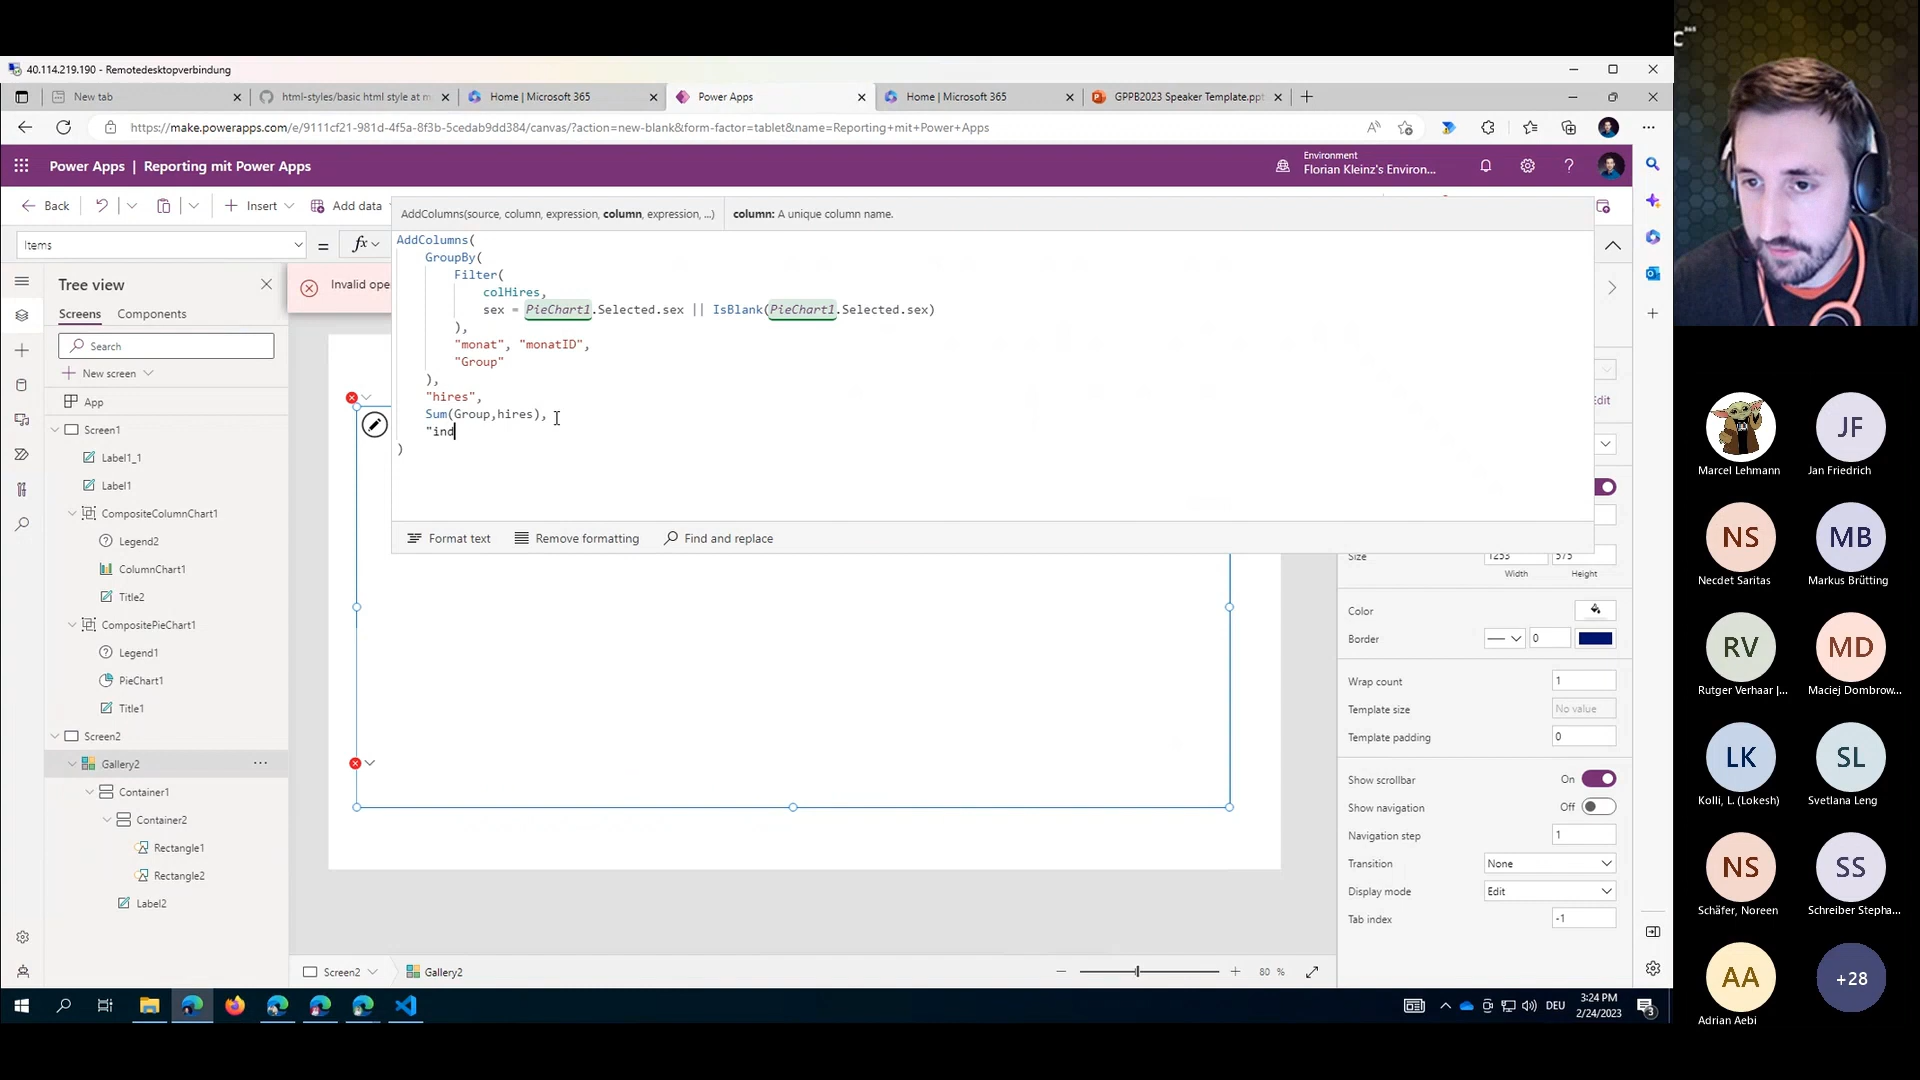 40.114.219.190 - Remotedesktopverbindung
New tab
html-styles/basic html style at m
Home | Microsoft 365
Power Apps
Home | Microsoft 365
GPPB2023 Speaker Template.ppt
https://make.powerapps.com/e/9111cf21-981d-4f5a-8f3b-5cedab9dd384/canvas/?action=new-blank&form-factor=tablet&name=Reporting+mit+Power+Apps
Power Apps | Reporting mit Power Apps
Environment
Florian Kleinz's Environ...
Back
Insert
Add data
AddColumns(source, column, expression, column, expression, ...)
column: A unique column name.
Items
=
fx
AddColumns(
GroupBy(
Filter(
colHires,
sex = PieChart1.Selected.sex || IsBlank(PieChart1.Selected.sex)
),
"monat", "monatID",
"Group"
),
"hires",
Sum(Group,hires),
"ind
)
Format text
Remove formatting
Find and replace
Invalid ope
Tree view
Screens
Components
Search
New screen
App
Screen1
Label1_1
Label1
CompositeColumnChart1
Legend2
ColumnChart1
Title2
CompositePieChart1
Legend1
PieChart1
Title1
Screen2
Gallery2
Container1
Container2
Rectangle1
Rectangle2
Label2
Edit
Size
1253
575
Width
Height
Color
Border
0
Wrap count
1
Template size
No value
Template padding
0
Show scrollbar
On
Show navigation
Off
Navigation step
1
Transition
None
Display mode
Edit
Tab index
-1
Screen2
Gallery2
80 %
DEU
3:24 PM
2/24/2023
3
C365
Marcel Lehmann
JF
Jan Friedrich
NS
Necdet Saritas
MB
Markus Brütting
RV
Rutger Verhaar |...
MD
Maciej Dombrow...
LK
Kolli, L. (Lokesh)
SL
Svetlana Leng
NS
Schäfer, Noreen
SS
Schreiber Stepha...
AA
Adrian Aebi
+28